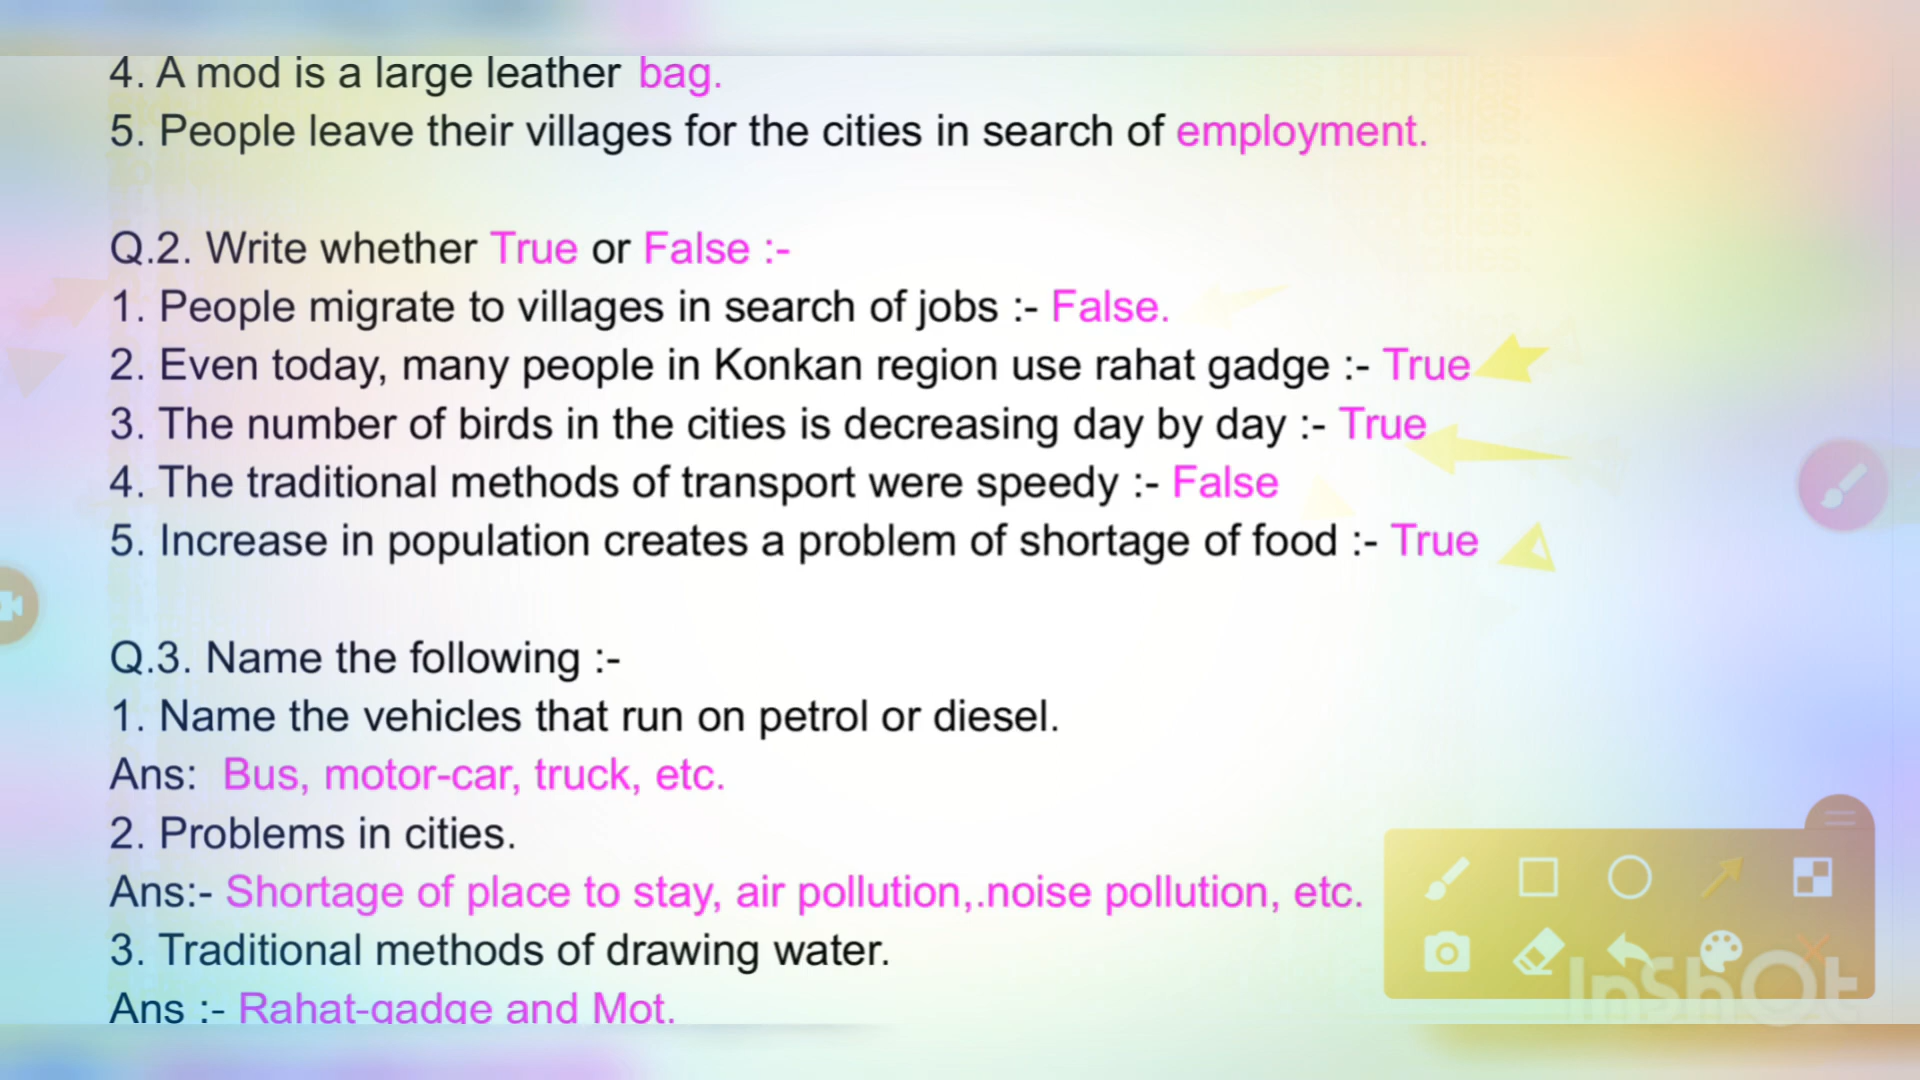 4. A mod is a large leather bag.
5. People leave their villages for the cities in search of employment.
Q.2. Write whether True or False :-
1. People migrate to villages in search of jobs :- False.
2. Even today, many people in Konkan region use rahat gadge :- True
3. The number of birds in the cities is decreasing day by day :- True
4. The traditional methods of transport were speedy :- False
5. Increase in population creates a problem of shortage of food :- True
Q.3. Name the following :-
1. Name the vehicles that run on petrol or diesel.
Ans: Bus, motor-car, truck, etc.
2. Problems in cities.
Ans:- Shortage of place to stay, air pollution,.noise pollution, etc.
3. Traditional methods of drawing water.
Ans :- Rahat-gadge and Mot.
InShOt